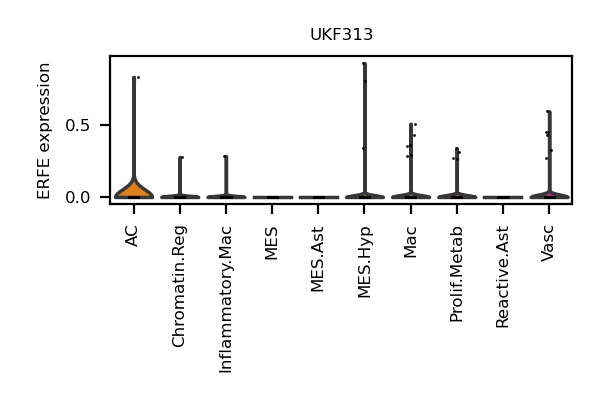 UKF313
ERFE expression
0.5
0.0
AC
Chromatin.Reg
Inflammatory.Mac
MES
MES.Ast
MES.Hyp
Mac
Prolif.Metab
Reactive.Ast
Vasc